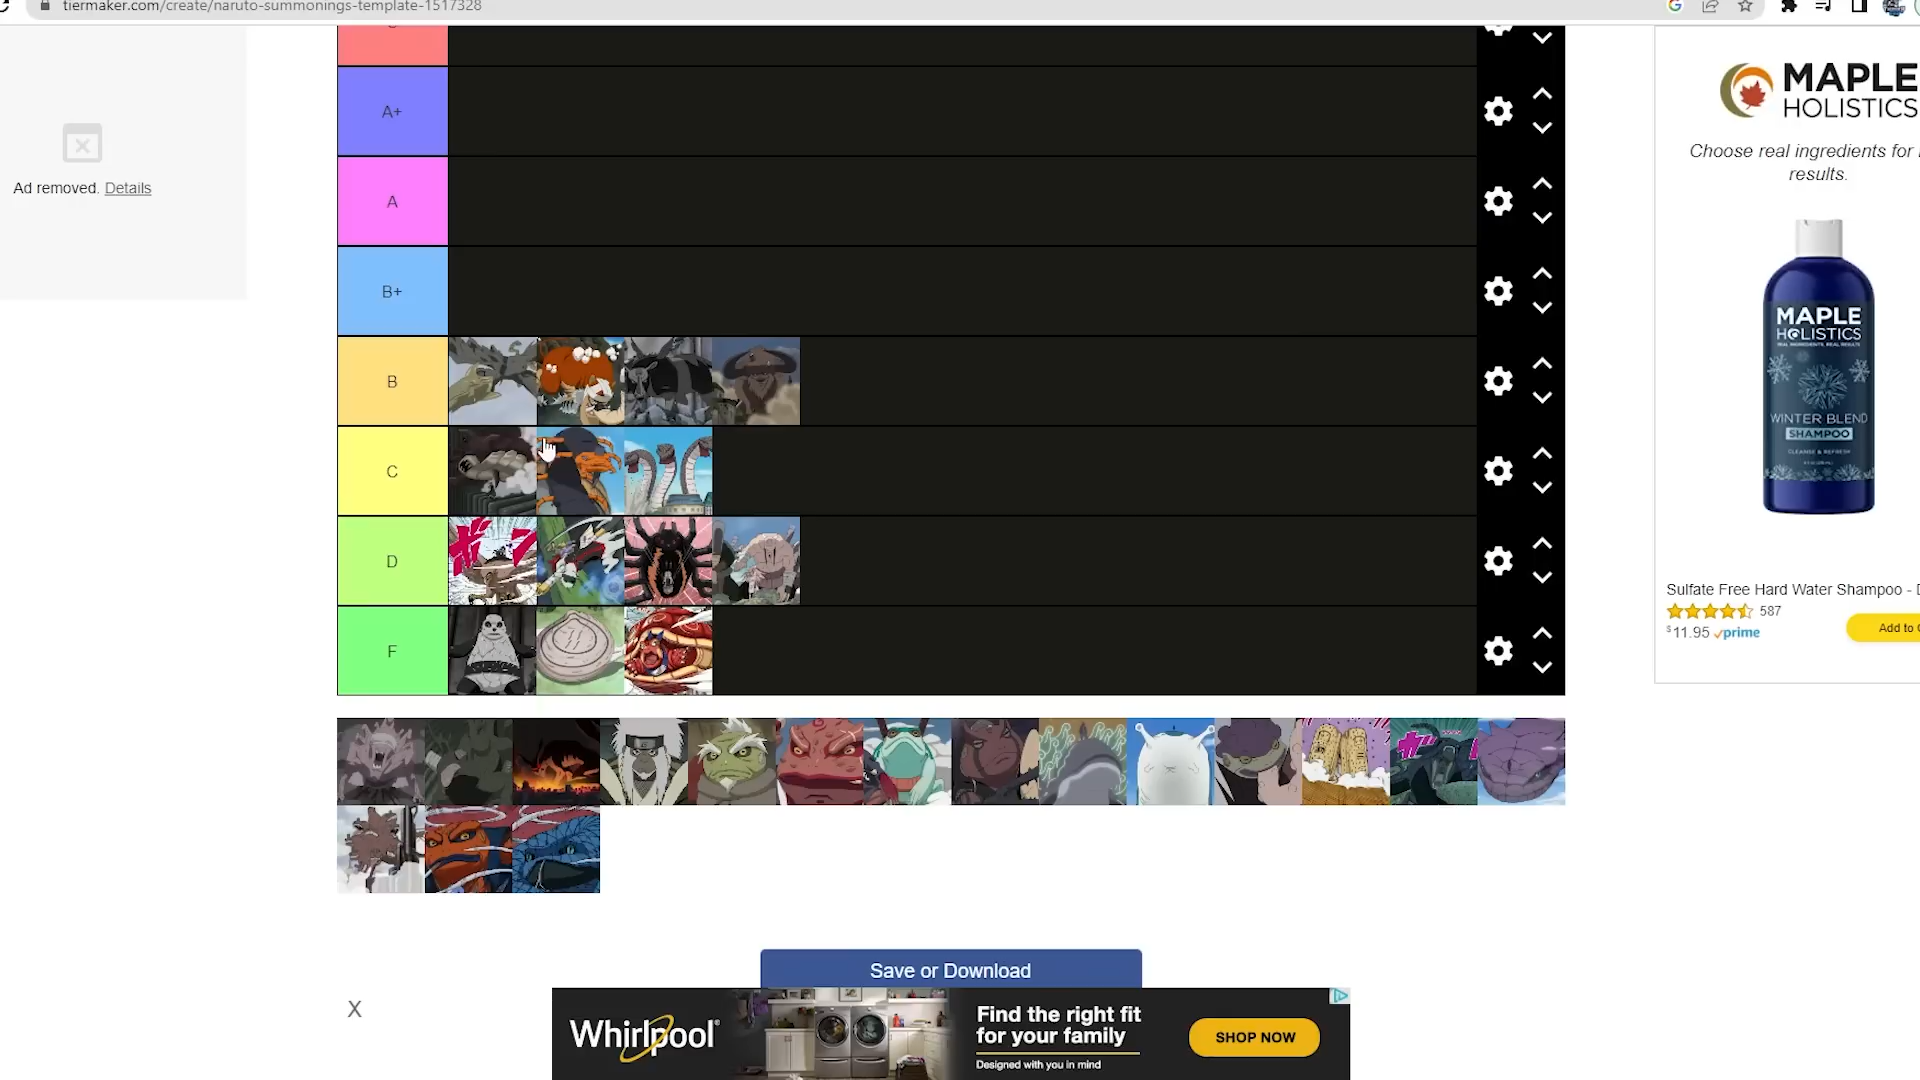 tiermaker.com/create/naruto-summonings-template-1517328
A+
A
B+
B
C
D
F
Ad removed. Details
MAPLE
HOLISTICS
Choose real ingredients for
results.
MAPLE
HOLISTICS
WINTER BLEND
SHAMPOO
CLEANSE & REFRESH
Sulfate Free Hard Water Shampoo -
587
$11.95 prime
Add to
Save or Download
X
Whirlpool
Find the right fit
for your family
Designed with you in mind
SHOP NOW